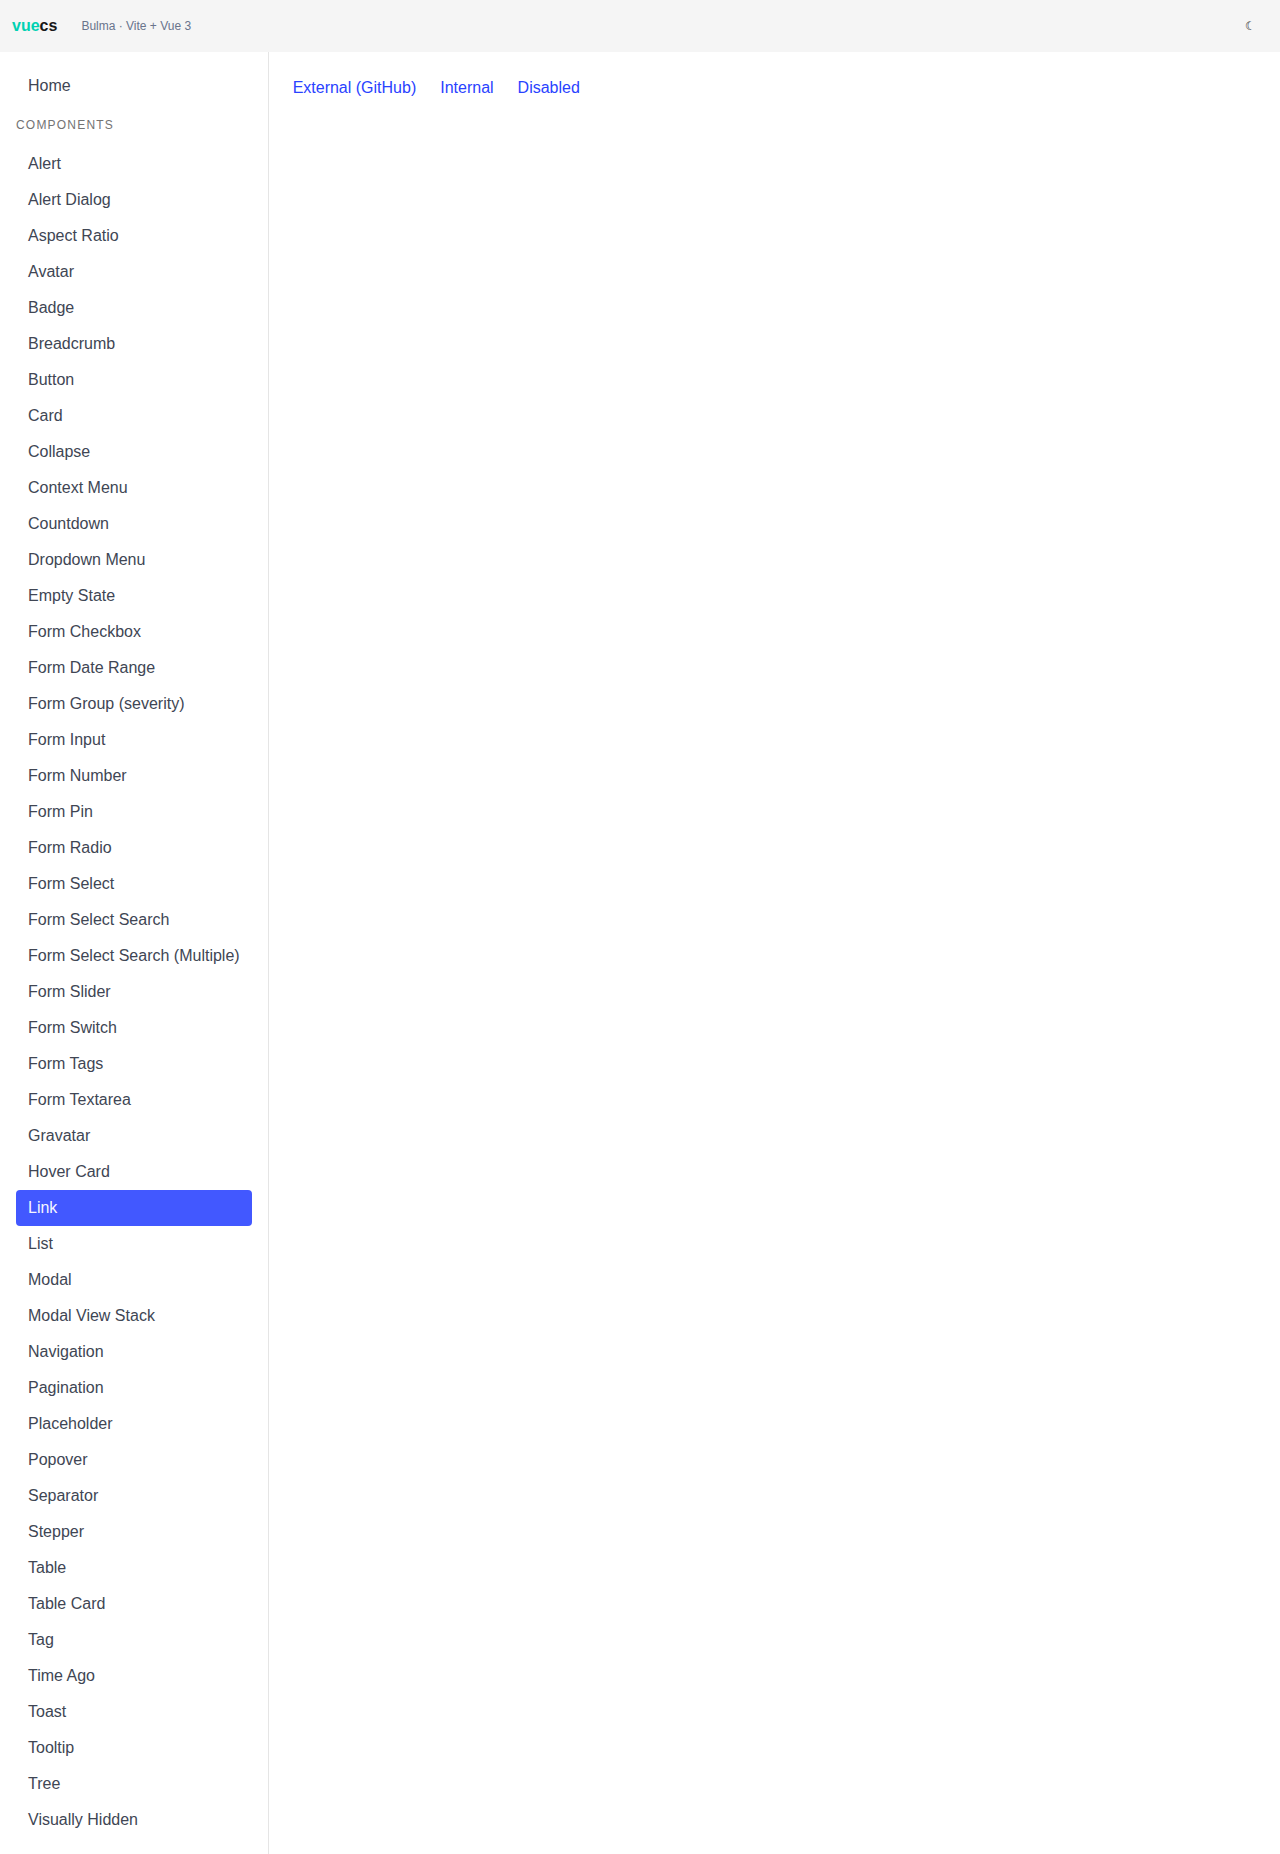 vuecs Bulma · Vite + Vue 3
Home
COMPONENTS
Alert
Alert Dialog
Aspect Ratio
Avatar
Badge
Breadcrumb
Button
Card
Collapse
Context Menu
Countdown
Dropdown Menu
Empty State
Form Checkbox
Form Date Range
Form Group (severity)
Form Input
Form Number
Form Pin
Form Radio
Form Select
Form Select Search
Form Select Search (Multiple)
Form Slider
Form Switch
Form Tags
Form Textarea
Gravatar
Hover Card
Link
List
Modal
Modal View Stack
Navigation
Pagination
Placeholder
Popover
Separator
Stepper
Table
Table Card
Tag
Time Ago
Toast
Tooltip
Tree
Visually Hidden
External (GitHub) Internal Disabled